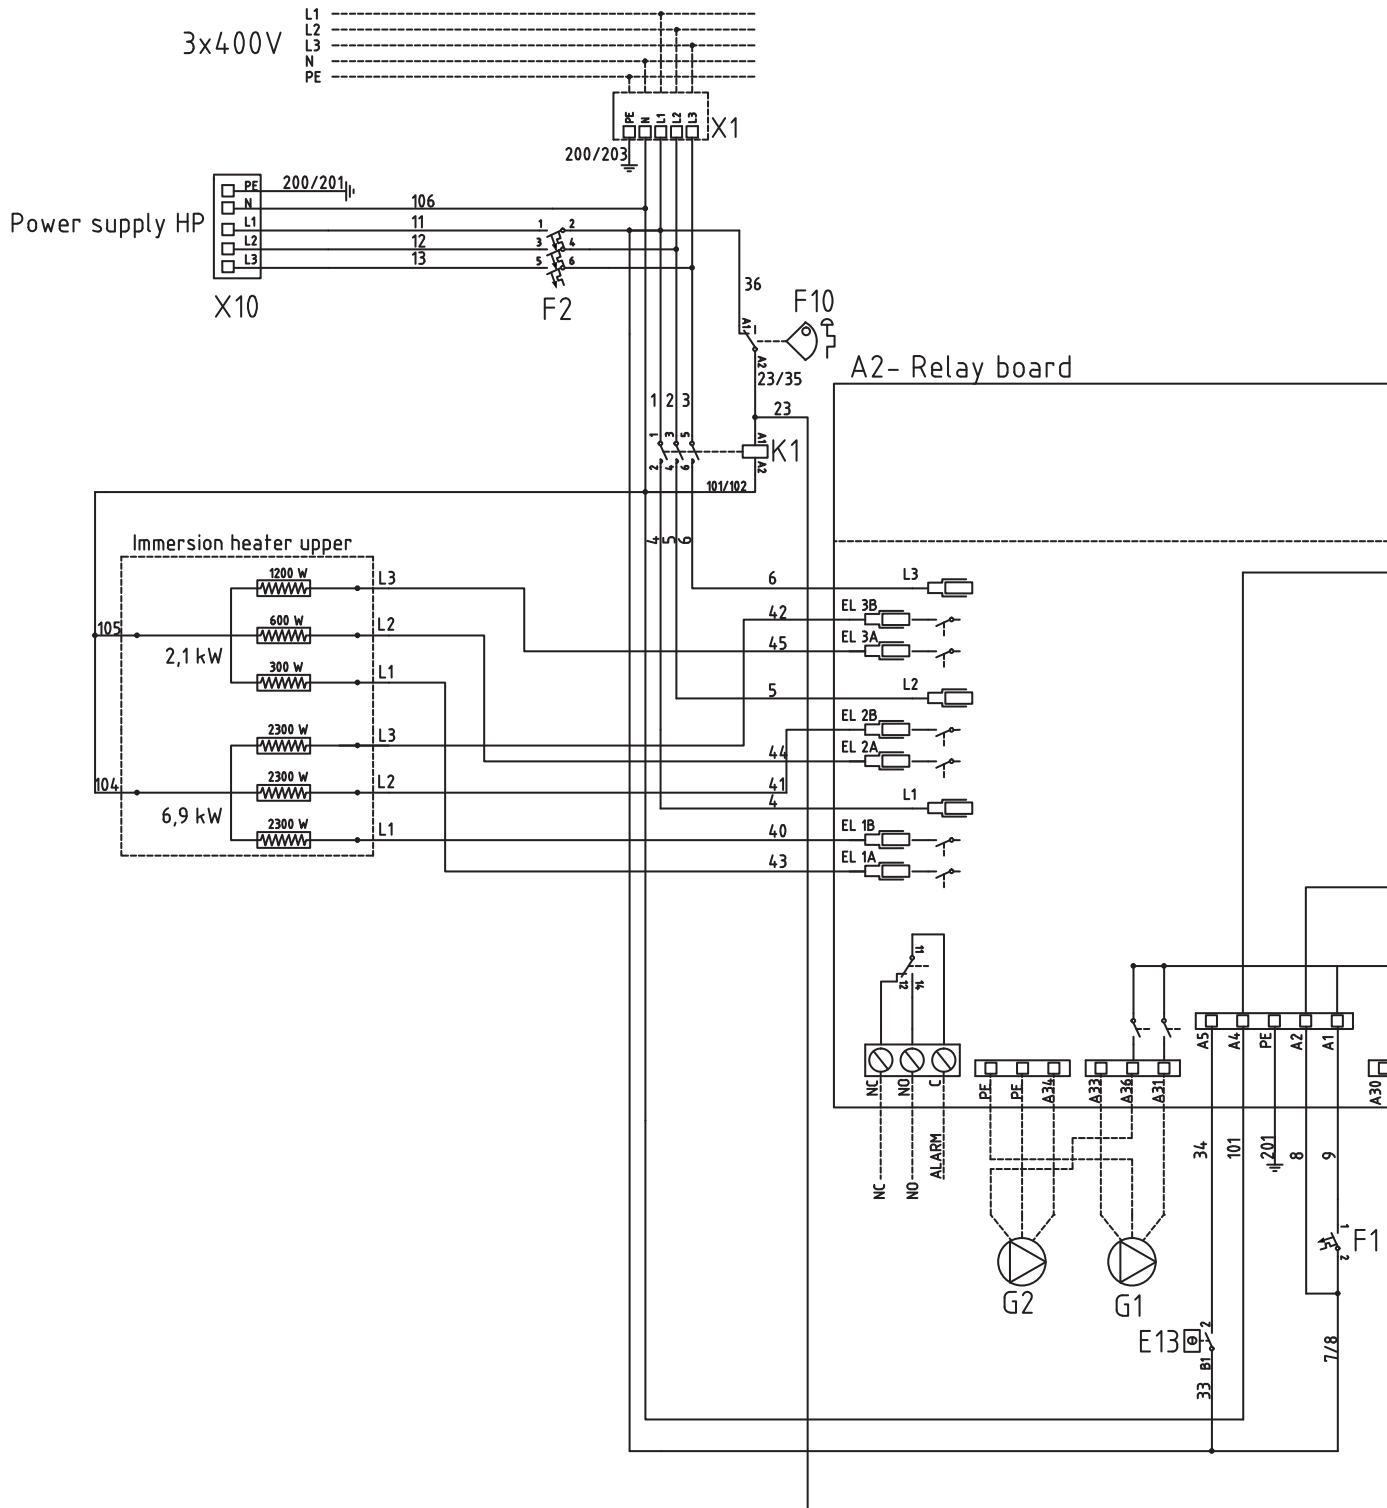 L1
L2
3x400V
L3
N
PE
PE N L1 L2 L3
X1
200/203
PE 200/201
N 106
Power supply HP
L1 11 1 2
L2 12 3 4
L3 13 5 6
X10
F2
36
F10
A1
A2
23/35
A2- Relay board
1 2 3
23
1 3 5
A1
K1
2 4 6
A2
101/102
4 5 6
Immersion heater upper
1200 W
L3
6
L3
42
EL 3B
105
600 W
L2
45
EL 3A
2,1 kW
300 W
L1
5
L2
2300 W
L3
EL 2B
44
EL 2A
104
2300 W
L2
41
4
L1
6,9 kW
2300 W
L1
40
EL 1B
43
EL 1A
11
12 14
NC NO C
PE PE A34
A33 A36 A31
A5 A4 PE A2 A1
A30
NC NO ALARM
34 101 201 8 9
1
F1
2
G2
G1
E13
2
B1
33
7/8